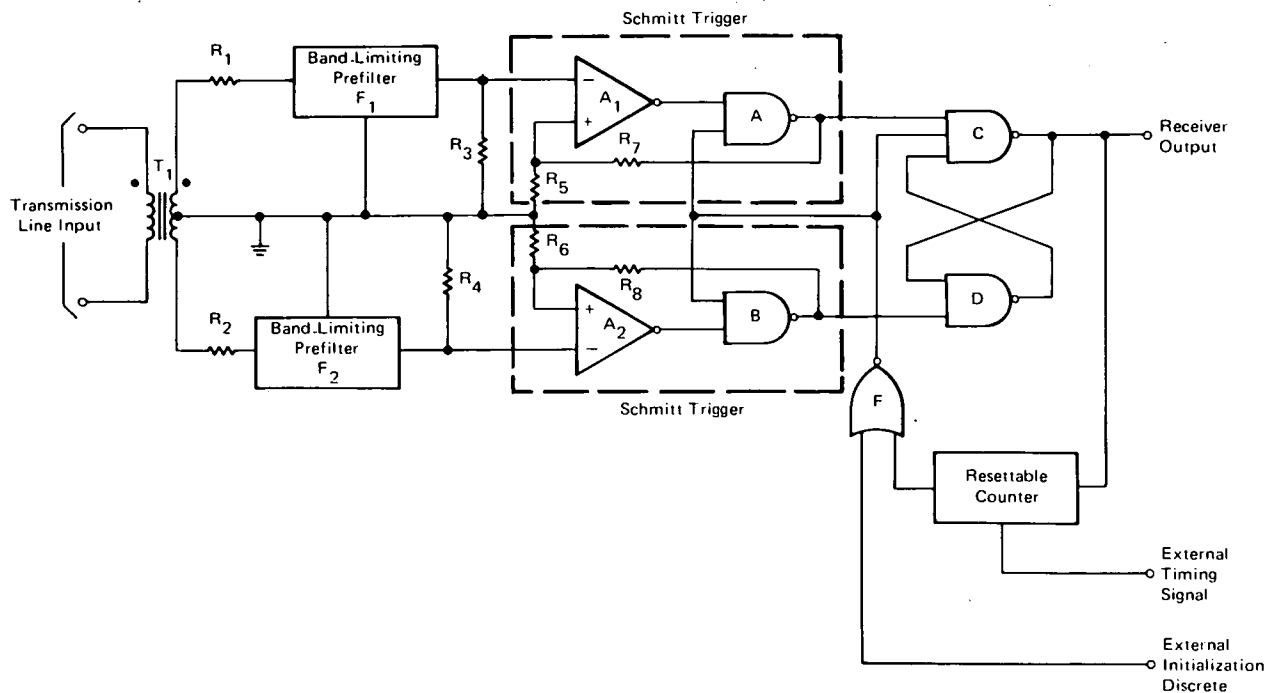 Schmitt Trigger
R1
Band-Limiting
Prefilter
F1
A1
−
+
A
R3
R7
R5
C
Receiver
Output
T1
Transmission
Line Input
R6
R4
R8
R2
Band-Limiting
Prefilter
F2
+
A2
−
B
D
Schmitt Trigger
F
Resettable
Counter
External
Timing
Signal
External
Initialization
Discrete